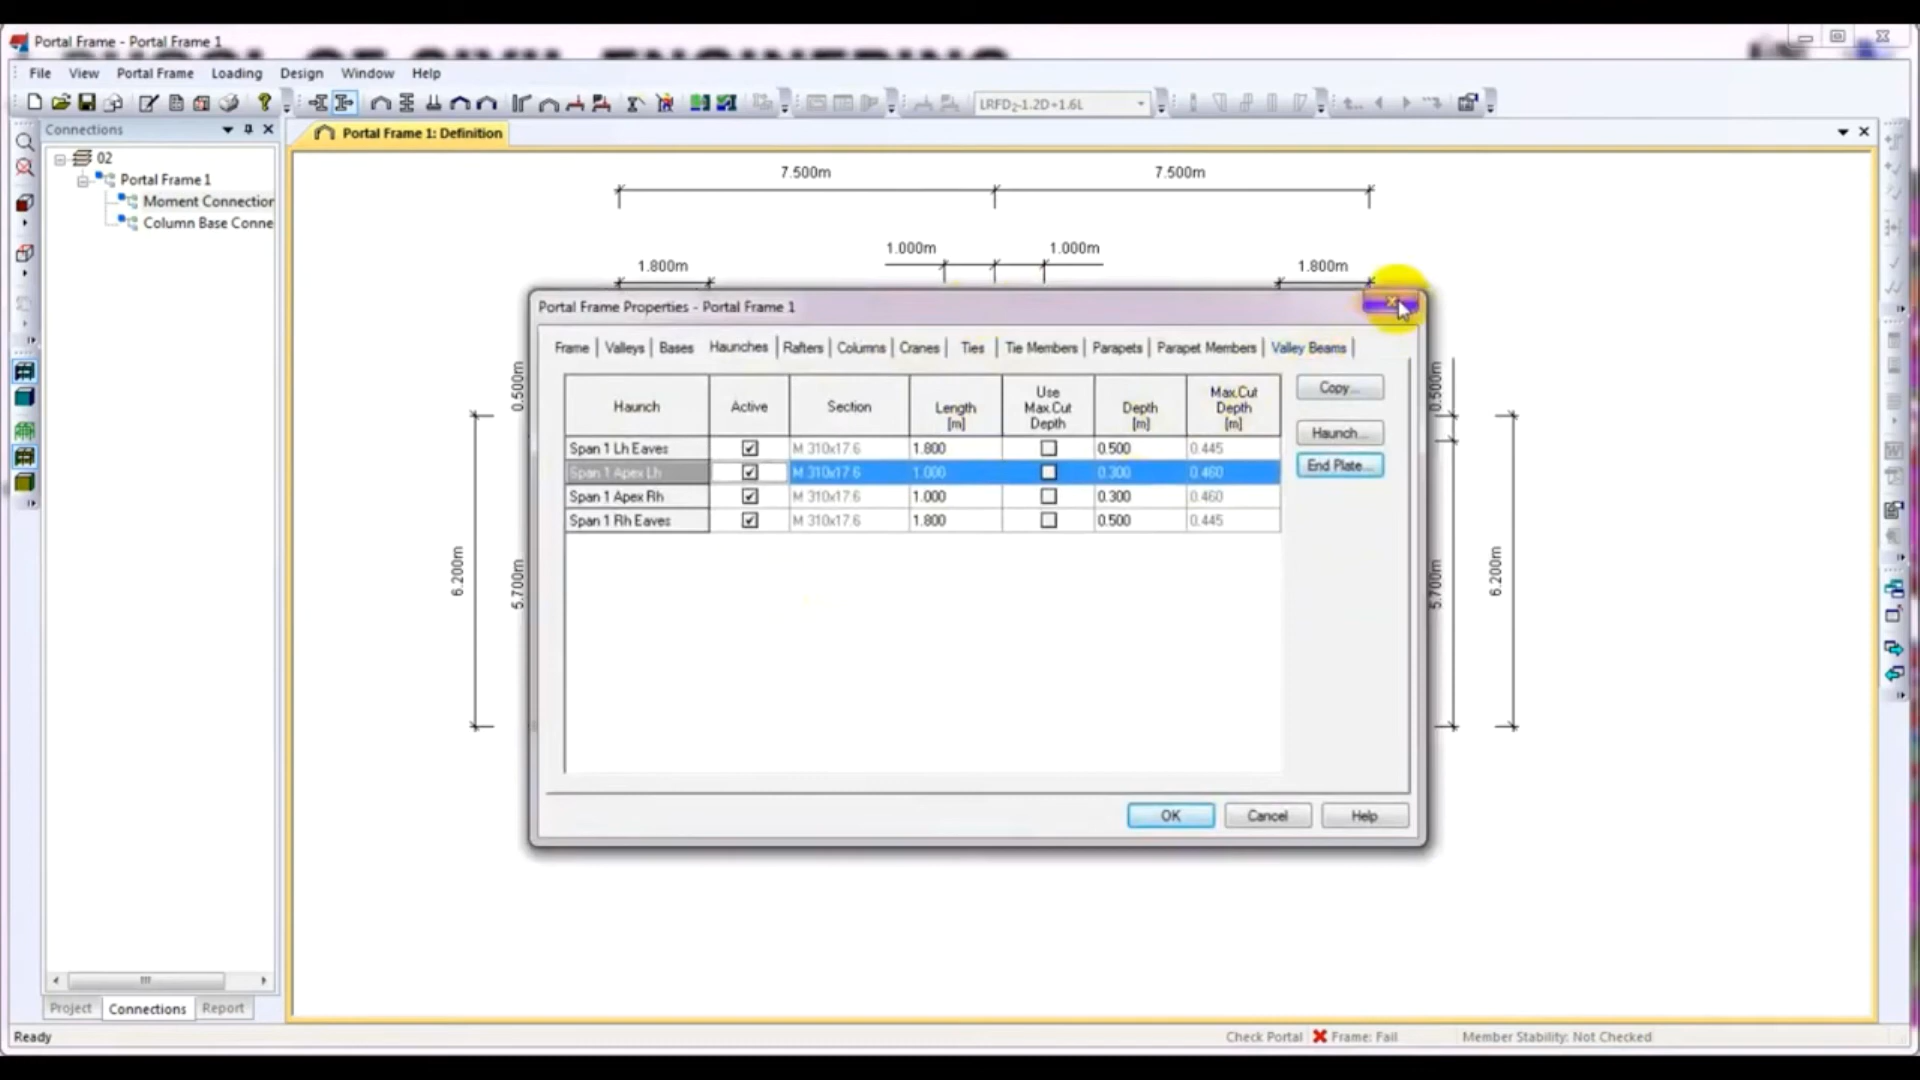 Portal Frame - Portal Frame 1
File View Portal Frame Loading Design Window Help
LRFD2-1.2D+1.6L
Connections
Portal Frame 1: Definition
02
Portal Frame 1
Moment Connection
Column Base Conne
7.500m 7.500m
1.000m 1.000m
1.800m 1.800m
Portal Frame Properties - Portal Frame 1
Frame Valleys Bases Haunches Rafters Columns Cranes Ties Tie Members Parapets Parapet Members Valley Beams
Haunch Active Section Length [m] Use Max.Cut Depth Depth [m] Max.Cut Depth [m]
Span 1 Lh Eaves M 310x17.6 1.800 0.500 0.445
Span 1 Apex Lh M 310x17.6 1.000 0.300 0.460
Span 1 Apex Rh M 310x17.6 1.000 0.300 0.460
Span 1 Rh Eaves M 310x17.6 1.800 0.500 0.445
Copy...
Haunch...
End Plate...
0.500m 0.500m
6.200m 5.700m 5.700m 6.200m
OK Cancel Help
Project Connections Report
Ready
Check Portal Frame: Fail Member Stability: Not Checked